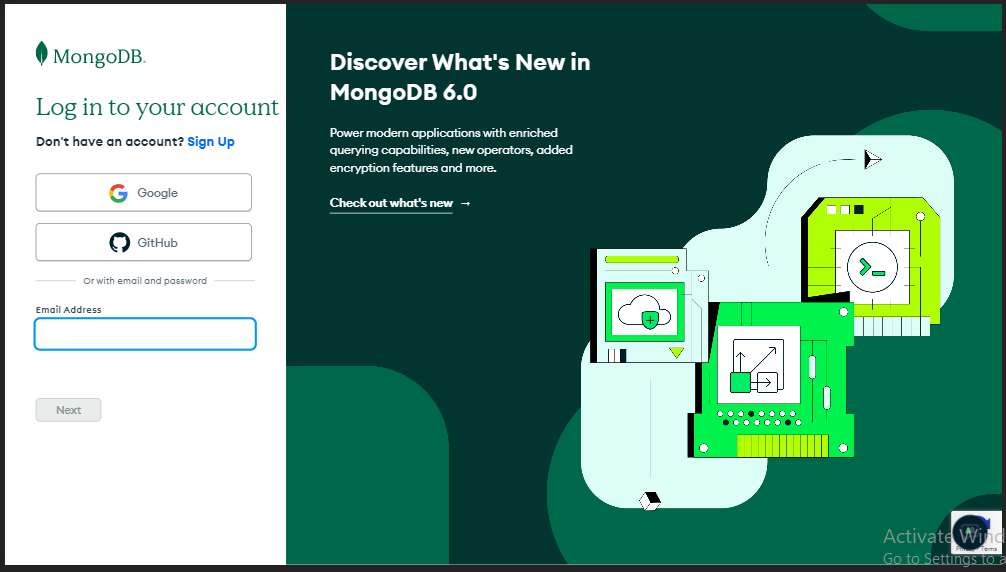 MongoDB.
Log in to your account
Don't have an account? Sign Up
Google
GitHub
Or with email and password
Email Address
Next
Discover What's New in
MongoDB 6.0
Power modern applications with enriched
querying capabilities, new operators, added
encryption features and more.
Check out what's new →
Activate Wind
Go to Settings to a
Terms